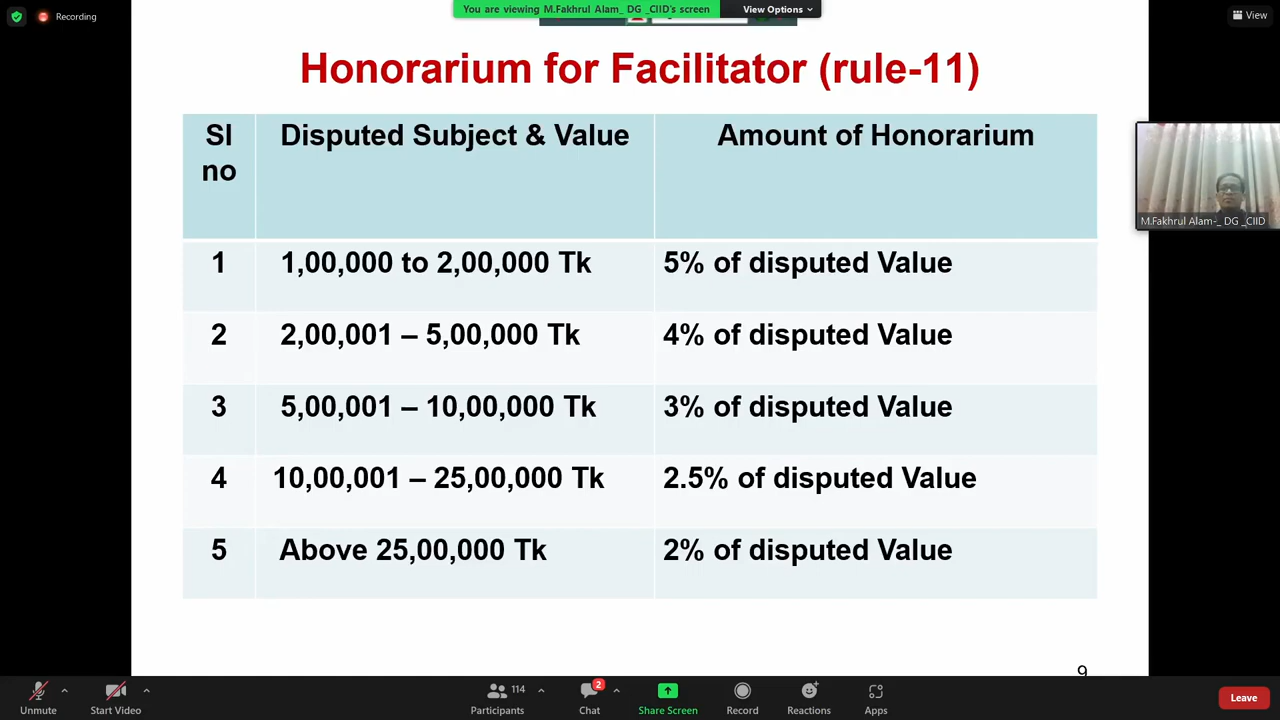 Recording
You are viewing M.Fakhrul Alam_ DG _CIID's screen
View Options
View
Honorarium for Facilitator (rule-11)
Sl no
Disputed Subject & Value
Amount of Honorarium
1
1,00,000 to 2,00,000 Tk
5% of disputed Value
2
2,00,001 – 5,00,000 Tk
4% of disputed Value
3
5,00,001 – 10,00,000 Tk
3% of disputed Value
4
10,00,001 – 25,00,000 Tk
2.5% of disputed Value
5
Above 25,00,000 Tk
2% of disputed Value
M.Fakhrul Alam-_ DG _CIID
9
Unmute
Start Video
114
Participants
2
Chat
Share Screen
Record
Reactions
Apps
Leave